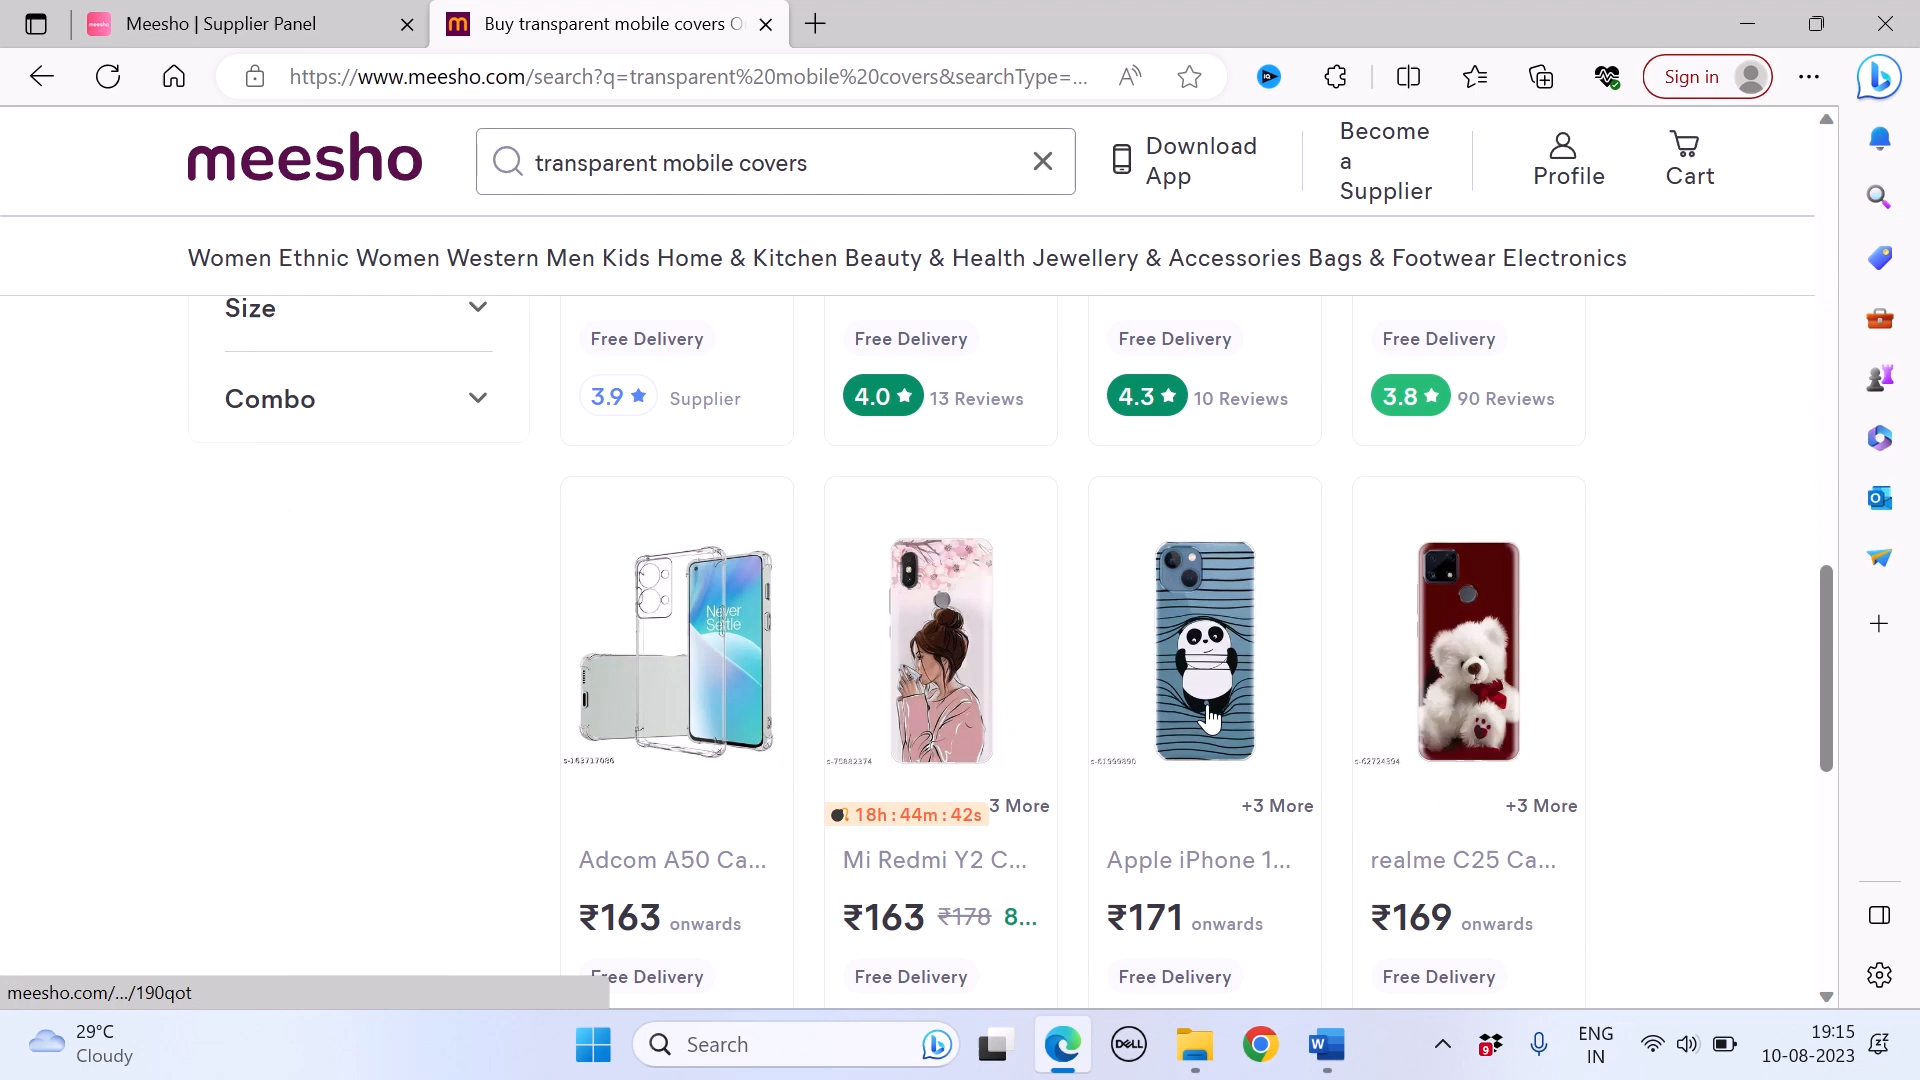 Meesho | Supplier Panel
Buy transparent mobile covers O
https://www.meesho.com/search?q=transparent%20mobile%20covers&searchType=...
Sign in
meesho
transparent mobile covers
Download App
Become a Supplier
Profile
Cart
Women Ethnic Women Western Men Kids Home & Kitchen Beauty & Health Jewellery & Accessories Bags & Footwear Electronics
Size
Combo
Free Delivery
3.9 ★ Supplier
Free Delivery
4.0 ★ 13 Reviews
Free Delivery
4.3 ★ 10 Reviews
Free Delivery
3.8 ★ 90 Reviews
Never
Settle
s-163717086
Adcom A50 Ca...
₹163 onwards
Free Delivery
s-75882374
18h : 44m : 42s
3 More
Mi Redmi Y2 C...
₹163 ₹178 8...
Free Delivery
s-61999890
+3 More
Apple iPhone 1...
₹171 onwards
Free Delivery
s-62724394
+3 More
realme C25 Ca...
₹169 onwards
Free Delivery
meesho.com/.../190qot
29°C
Cloudy
Search
DELL
W
9
ENG
IN
19:15
10-08-2023